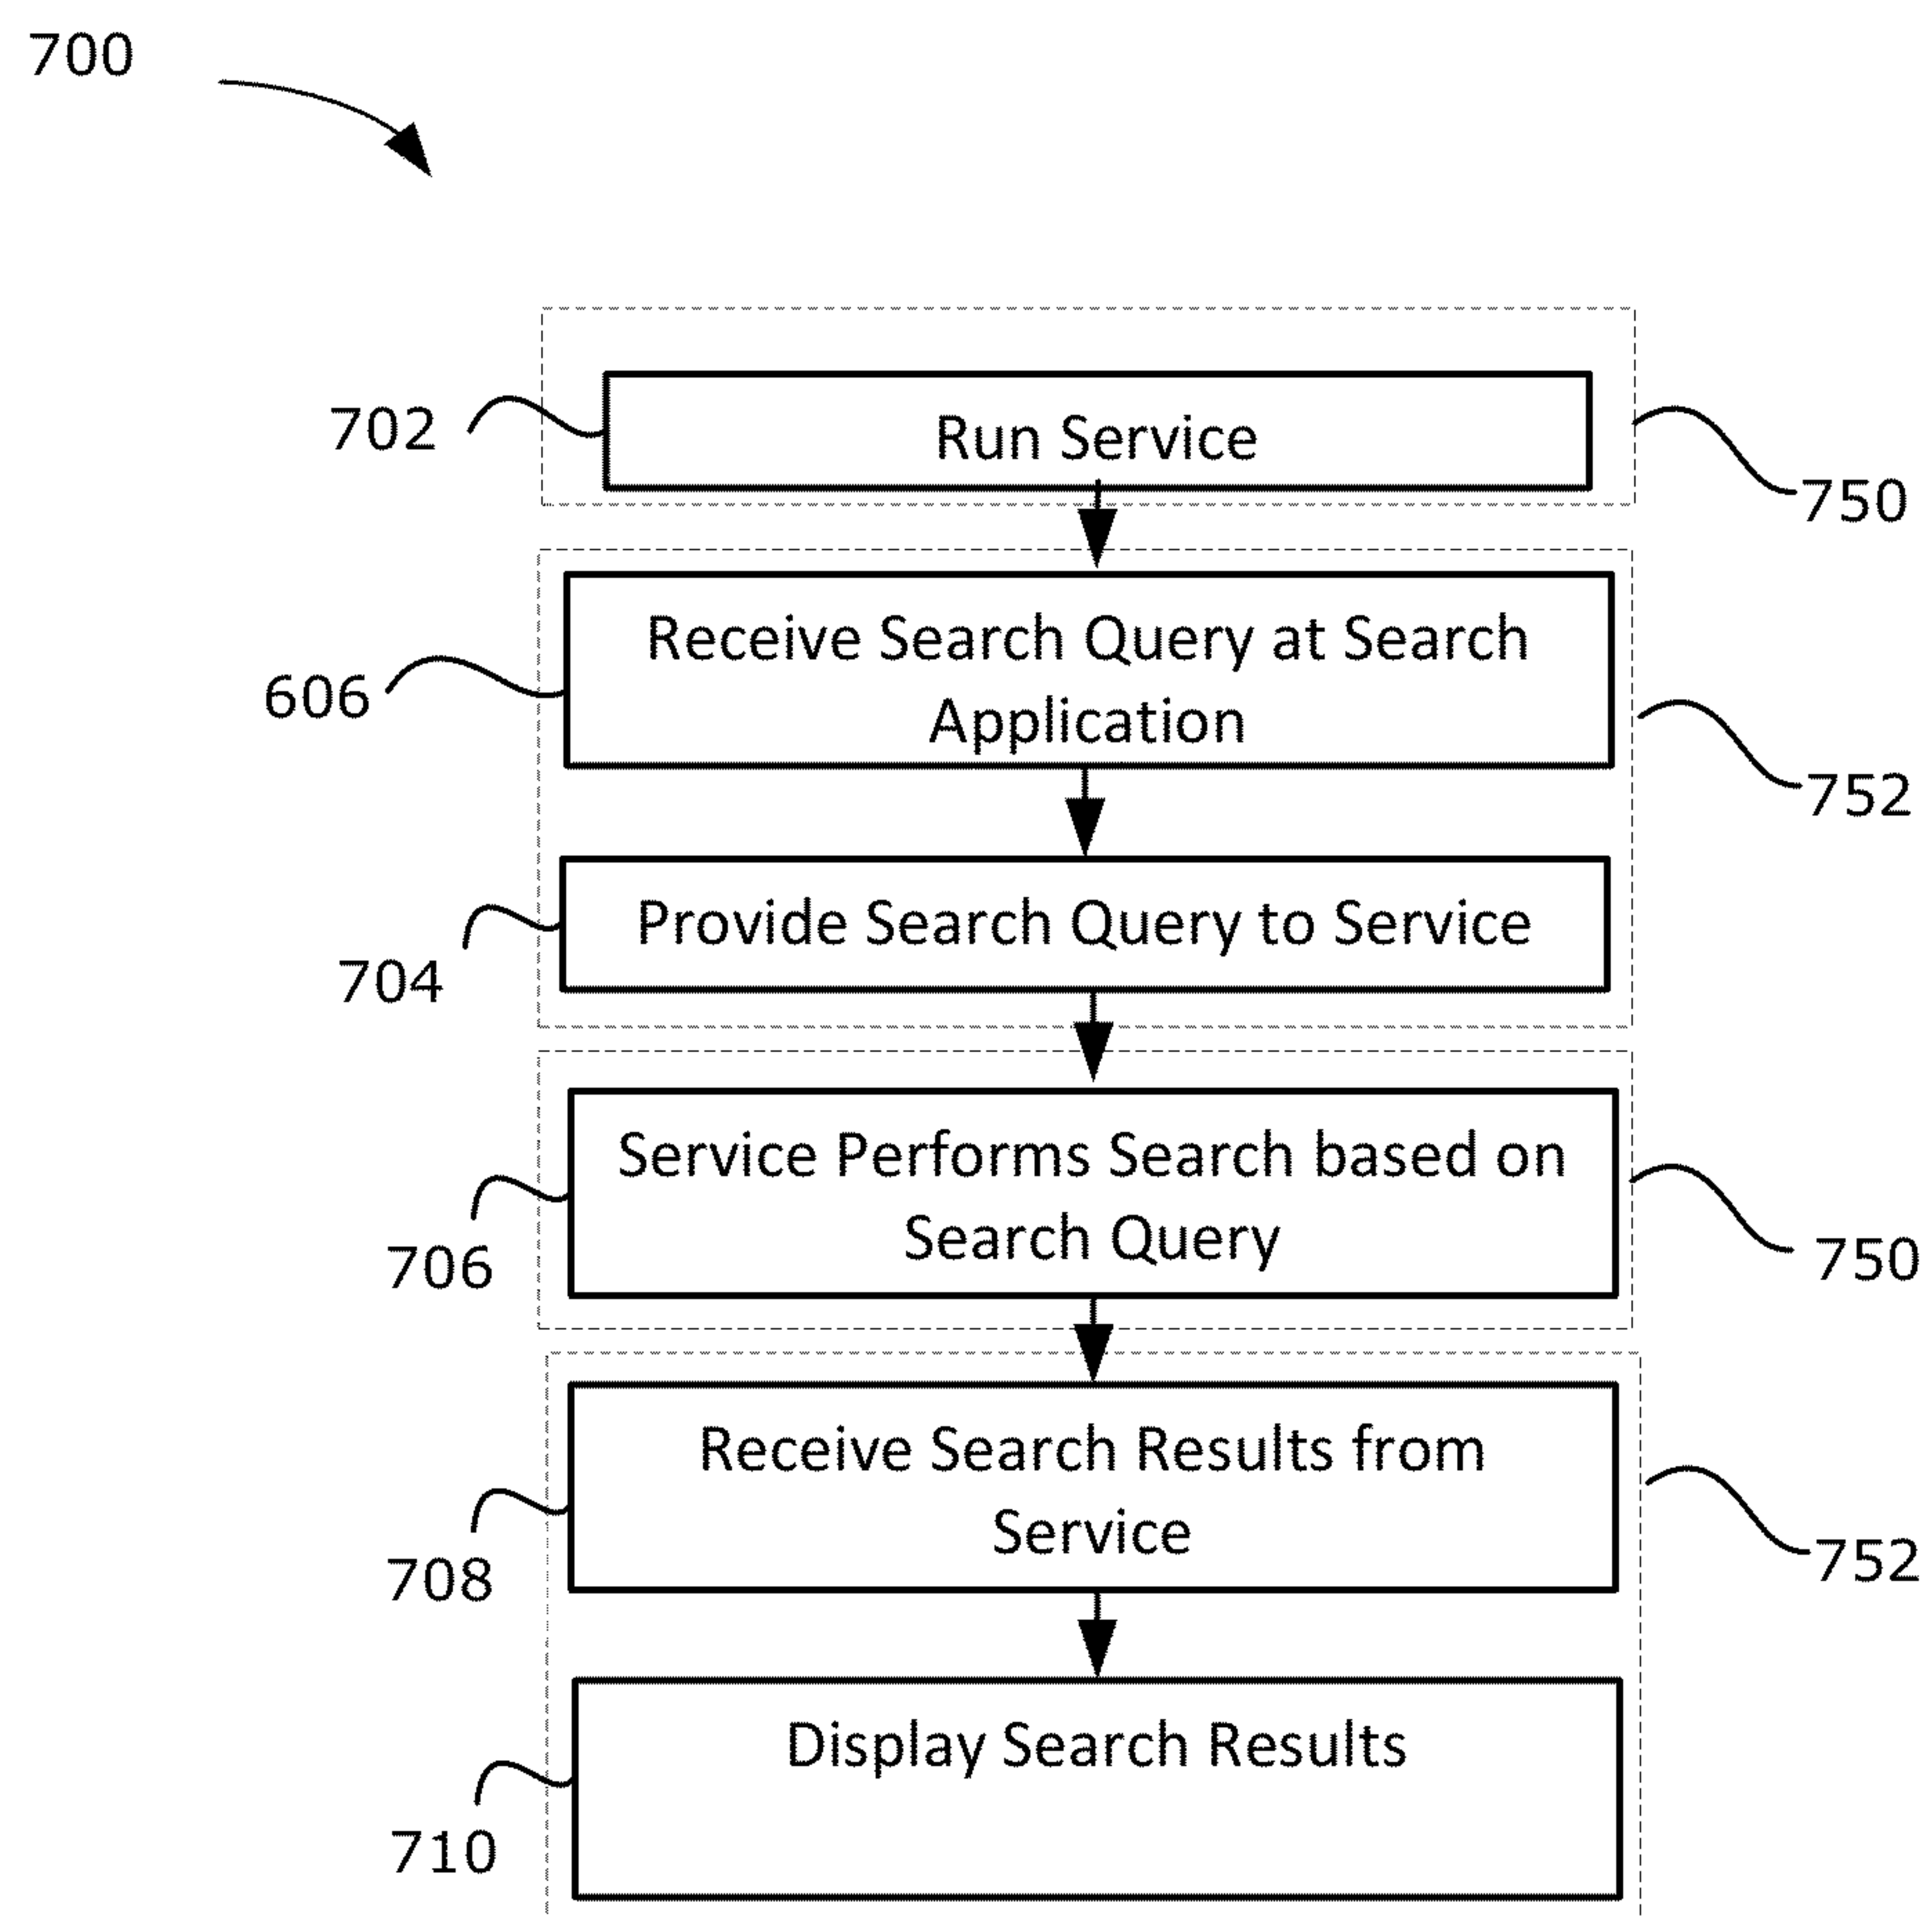 700
702
Run Service
750
Receive Search Query at Search
Application
606
752
Provide Search Query to Service
704
Service Performs Search based on
Search Query
706
750
Receive Search Results from
Service
708
752
Display Search Results
710